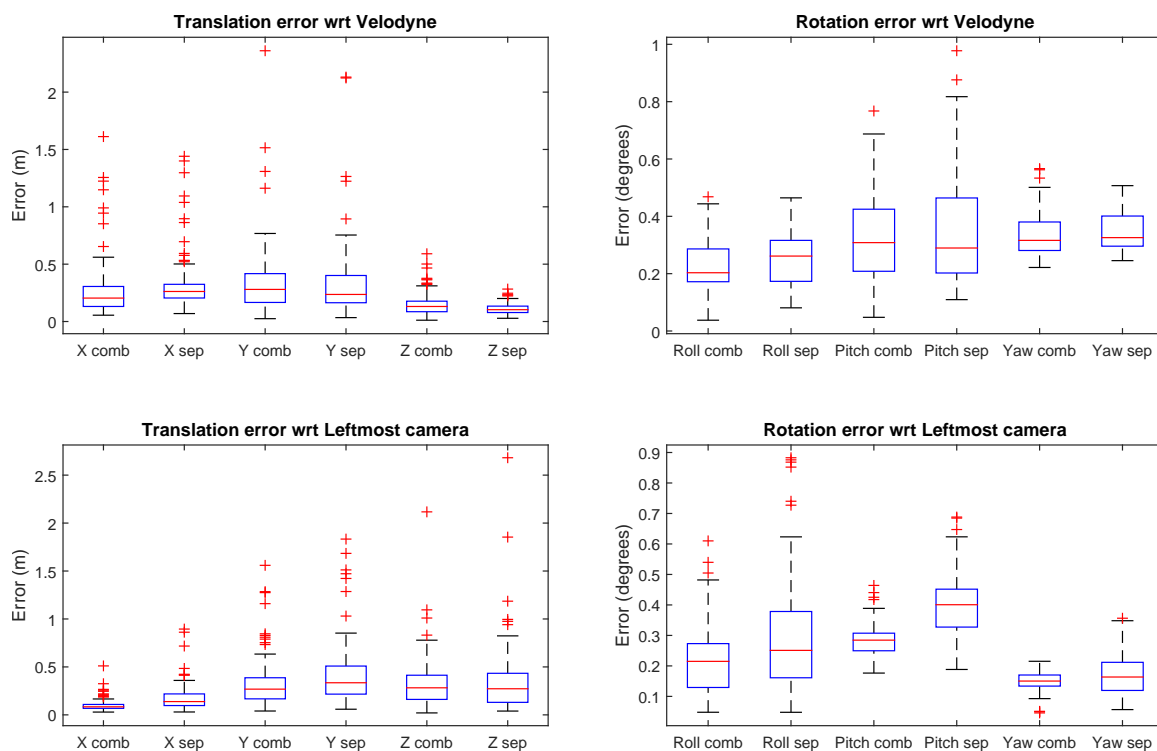 Translation error wrt Velodyne
Error (m)
2
1.5
1
0.5
0
X comb X sep Y comb Y sep Z comb Z sep
Rotation error wrt Velodyne
Error (degrees)
1
0.8
0.6
0.4
0.2
0
Roll comb Roll sep Pitch comb Pitch sep Yaw comb Yaw sep
Translation error wrt Leftmost camera
Error (m)
2.5
2
1.5
1
0.5
0
X comb X sep Y comb Y sep Z comb Z sep
Rotation error wrt Leftmost camera
Error (degrees)
0.9
0.8
0.7
0.6
0.5
0.4
0.3
0.2
0.1
Roll comb Roll sep Pitch comb Pitch sep Yaw comb Yaw sep